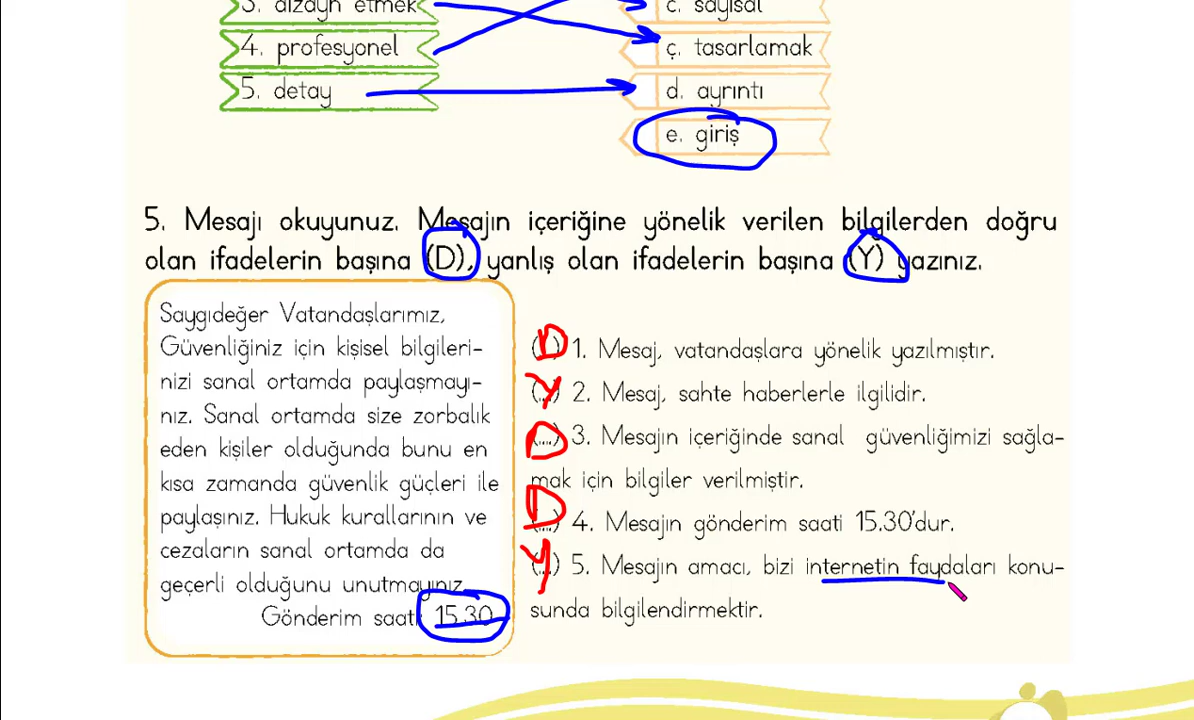 3. dizayn etmek
c. sayısal
4. profesyonel
ç. tasarlamak
5. detay
d. ayrıntı
e. giriş
5. Mesajı okuyunuz. Mesajın içeriğine yönelik verilen bilgilerden doğru
olan ifadelerin başına (D), yanlış olan ifadelerin başına (Y) yazınız.
Saygıdeğer Vatandaşlarımız,
Güvenliğiniz için kişisel bilgileri-
nizi sanal ortamda paylaşmayı-
nız. Sanal ortamda size zorbalık
eden kişiler olduğunda bunu en
kısa zamanda güvenlik güçleri ile
paylaşınız. Hukuk kurallarının ve
cezaların sanal ortamda da
geçerli olduğunu unutmayınız.
Gönderim saati 15.30
(D) 1. Mesaj, vatandaşlara yönelik yazılmıştır.
(Y) 2. Mesaj, sahte haberlerle ilgilidir.
(D) 3. Mesajın içeriğinde sanal güvenliğimizi sağla-
mak için bilgiler verilmiştir.
(D) 4. Mesajın gönderim saati 15.30'dur.
(Y) 5. Mesajın amacı, bizi internetin faydaları konu-
sunda bilgilendirmektir.